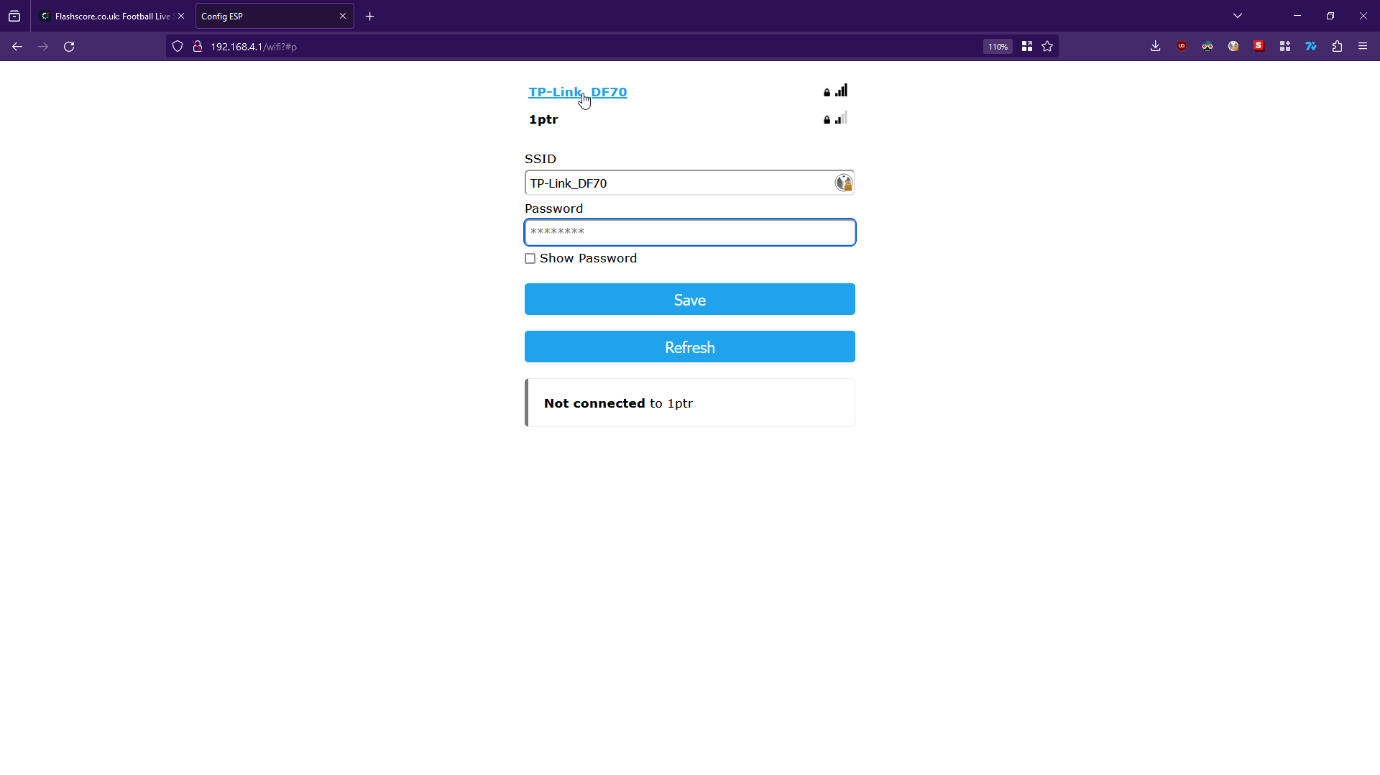 Flashscore.co.uk: Football Live S
Config ESP
192.168.4.1/wifi?#p
110%
TP-Link_DF70
1ptr
SSID
TP-Link_DF70
Password
********
Show Password
Save
Refresh
Not connected to 1ptr